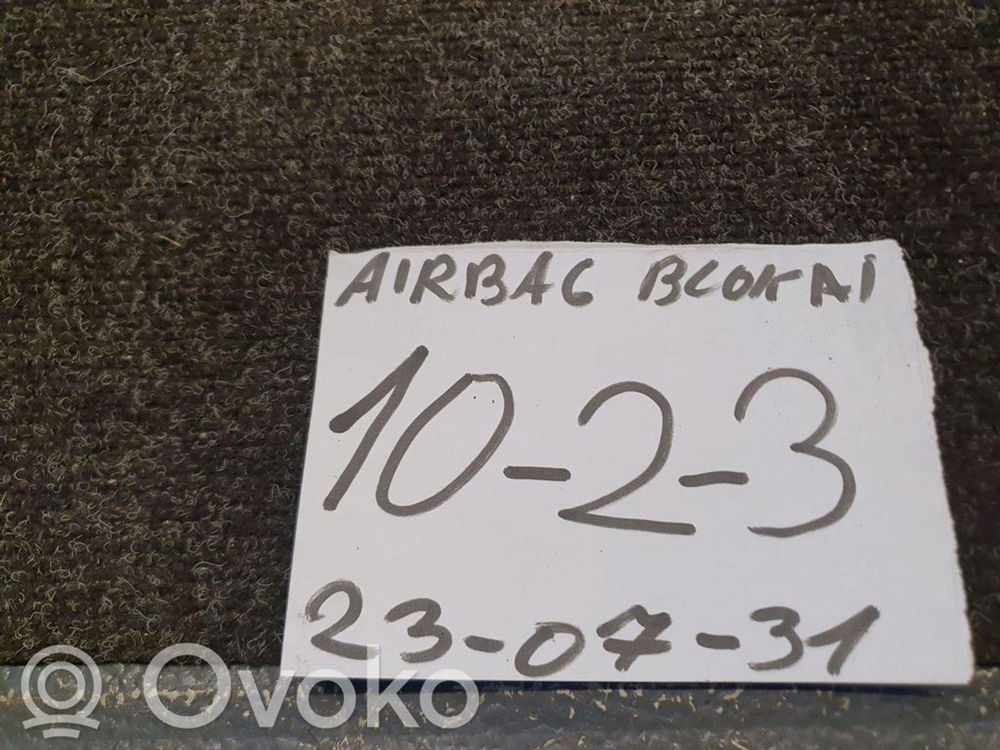 AIRBAG BLOKAI
10-2-3
23-07-31
R Ovoko